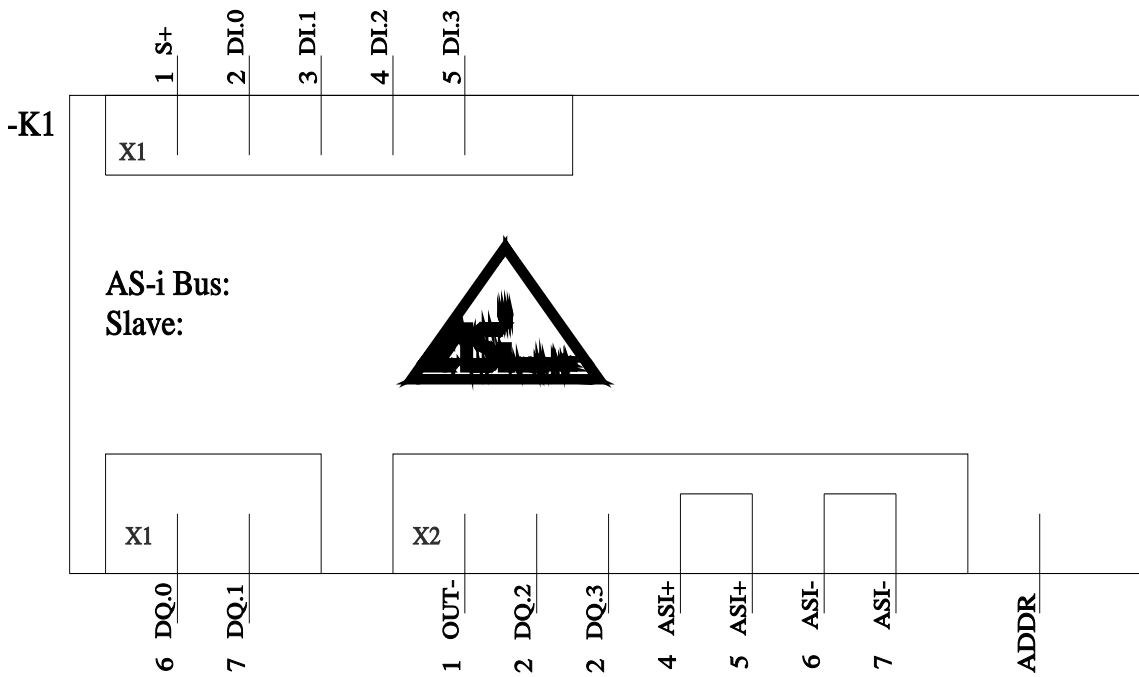 1 S+
2 DI.0
3 DI.1
4 DI.2
5 DI.3
-K1
X1
AS-i Bus:
Slave:
X1
X2
6 DQ.0
7 DQ.1
1 OUT-
2 DQ.2
2 DQ.3
4 ASI+
5 ASI+
6 ASI-
7 ASI-
ADDR